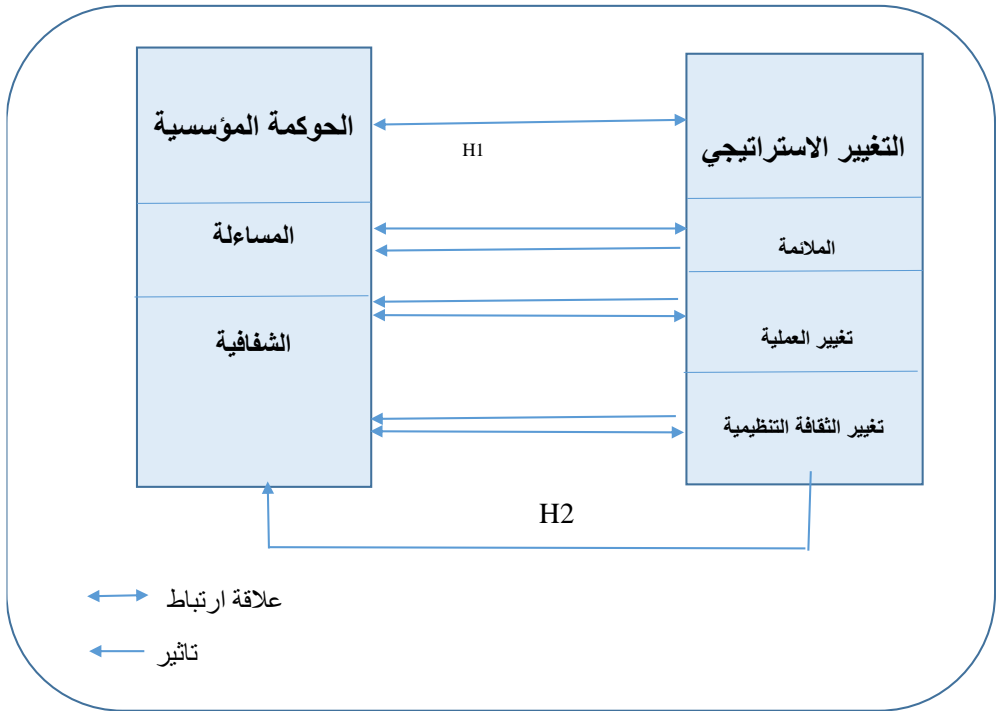 التغيير الاستراتيجي
الملائمة
تغيير العملية
تغيير الثقافة التنظيمية
H1
الحوكمة المؤسسية
المساءلة
الشفافية
H2
علاقة ارتباط
تاثير